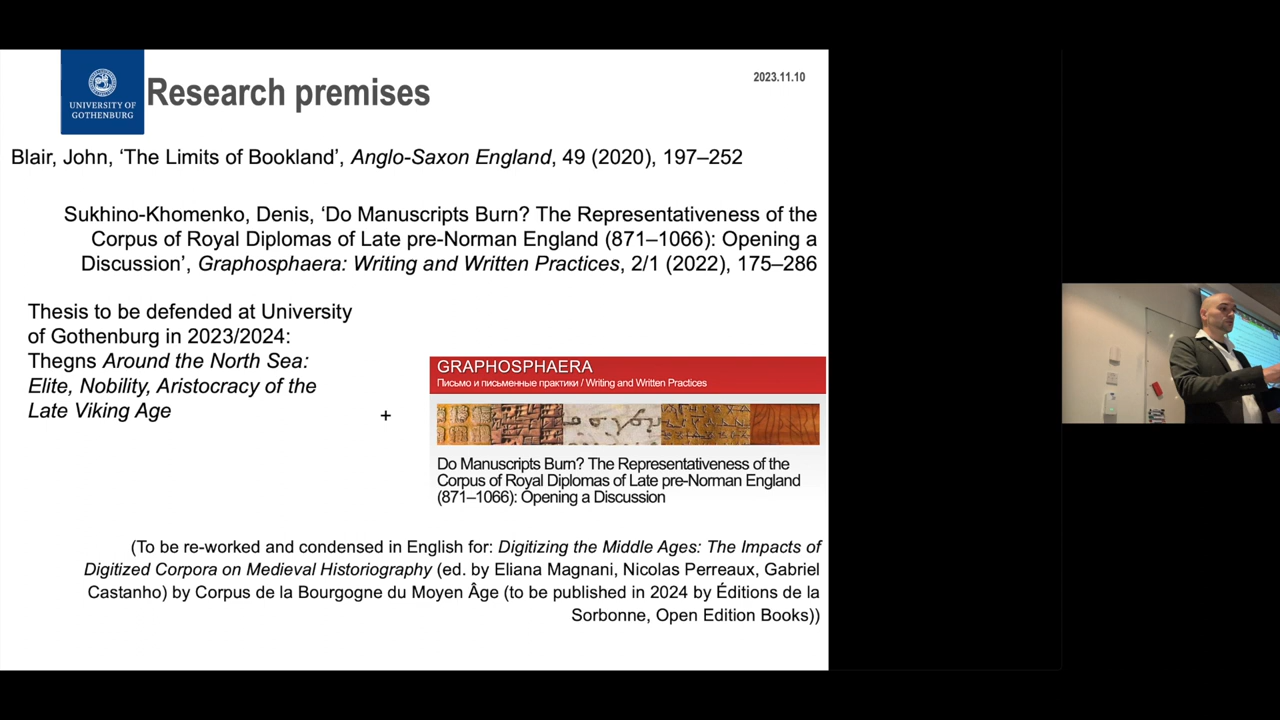 UNIVERSITY OF
GOTHENBURG
Research premises
2023.11.10
Blair, John, ‘The Limits of Bookland’, Anglo-Saxon England, 49 (2020), 197–252
Sukhino-Khomenko, Denis, ‘Do Manuscripts Burn? The Representativeness of the
Corpus of Royal Diplomas of Late pre-Norman England (871–1066): Opening a
Discussion’, Graphosphaera: Writing and Written Practices, 2/1 (2022), 175–286
Thesis to be defended at University
of Gothenburg in 2023/2024:
Thegns Around the North Sea:
Elite, Nobility, Aristocracy of the
Late Viking Age
+
GRAPHOSPHAERA
Письмо и письменные практики / Writing and Written Practices
Do Manuscripts Burn? The Representativeness of the
Corpus of Royal Diplomas of Late pre-Norman England
(871–1066): Opening a Discussion
(To be re-worked and condensed in English for: Digitizing the Middle Ages: The Impacts of
Digitized Corpora on Medieval Historiography (ed. by Eliana Magnani, Nicolas Perreaux, Gabriel
Castanho) by Corpus de la Bourgogne du Moyen Âge (to be published in 2024 by Éditions de la
Sorbonne, Open Edition Books))